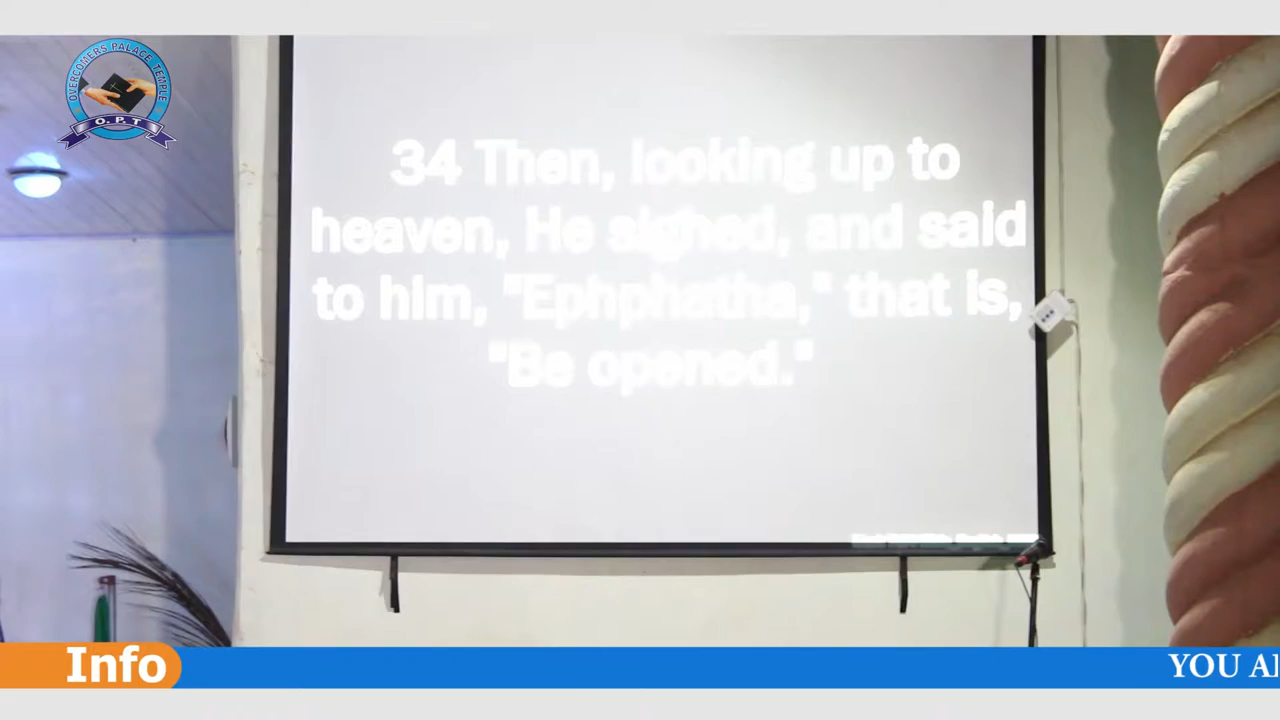 OVERCOMERS PALACE TEMPLE
O.P.T
34 Then, looking up to
heaven, He sighed, and said
to him, "Ephphatha," that is,
"Be opened."
Info
YOU